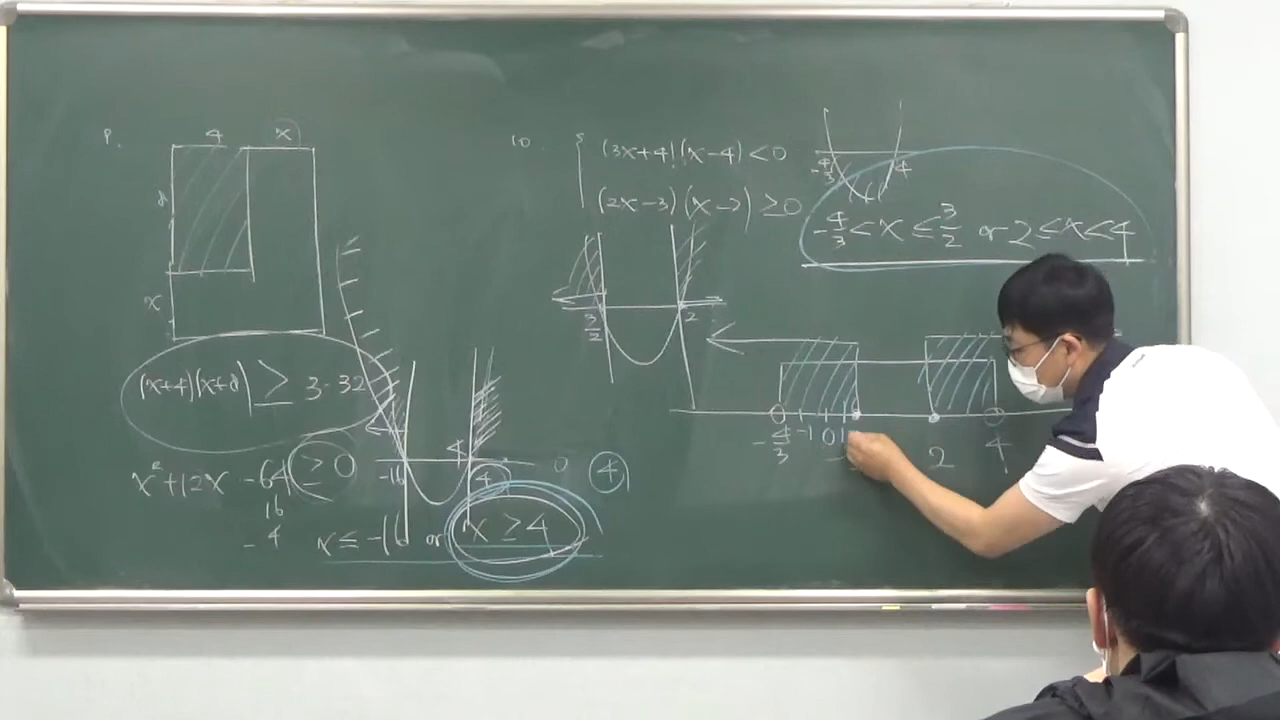 9.
4 x
8
x
(x+4)(x+8) ≥ 3·32
x²+12x -64 ≥0
16
-4
-16 4
4
x ≤ -16 or x ≥4
0
④
10.
(3x+4)(x-4) <0
(2x-3)(x-2) ≥0
-4/3 4
-4/3 <x ≤ 3/2 or 2≤x<4
3/2 2
-4/3 -1 0 1 2 4